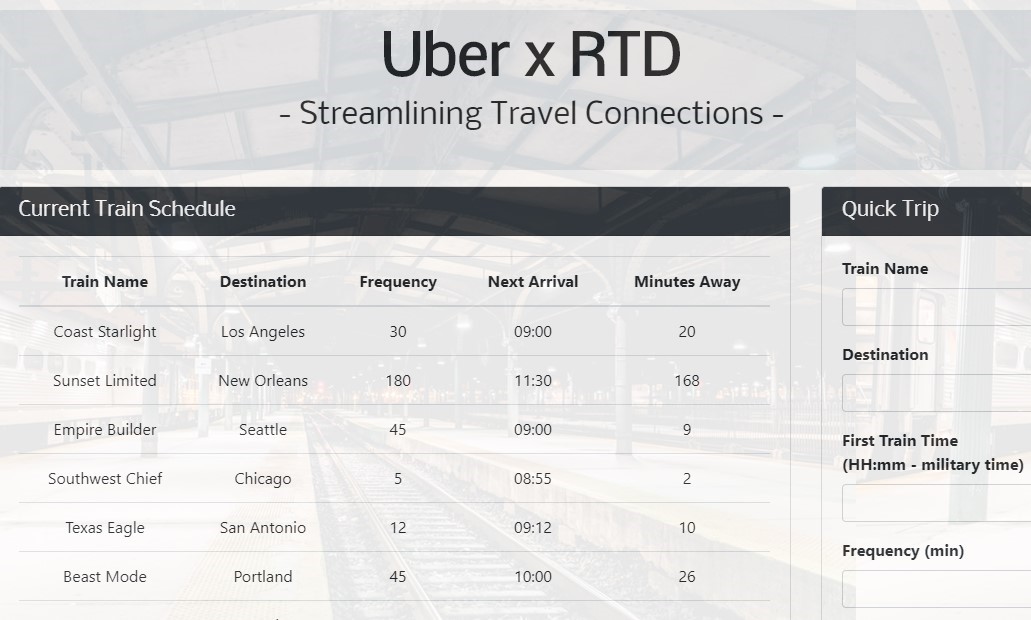 Uber x RTD
- Streamlining Travel Connections -
Current Train Schedule
Train Name Destination Frequency Next Arrival Minutes Away
Coast Starlight Los Angeles 30 09:00 20
Sunset Limited New Orleans 180 11:30 168
Empire Builder Seattle 45 09:00 9
Southwest Chief Chicago 5 08:55 2
Texas Eagle San Antonio 12 09:12 10
Beast Mode Portland 45 10:00 26
Quick Trip
Train Name
Destination
First Train Time
(HH:mm - military time)
Frequency (min)